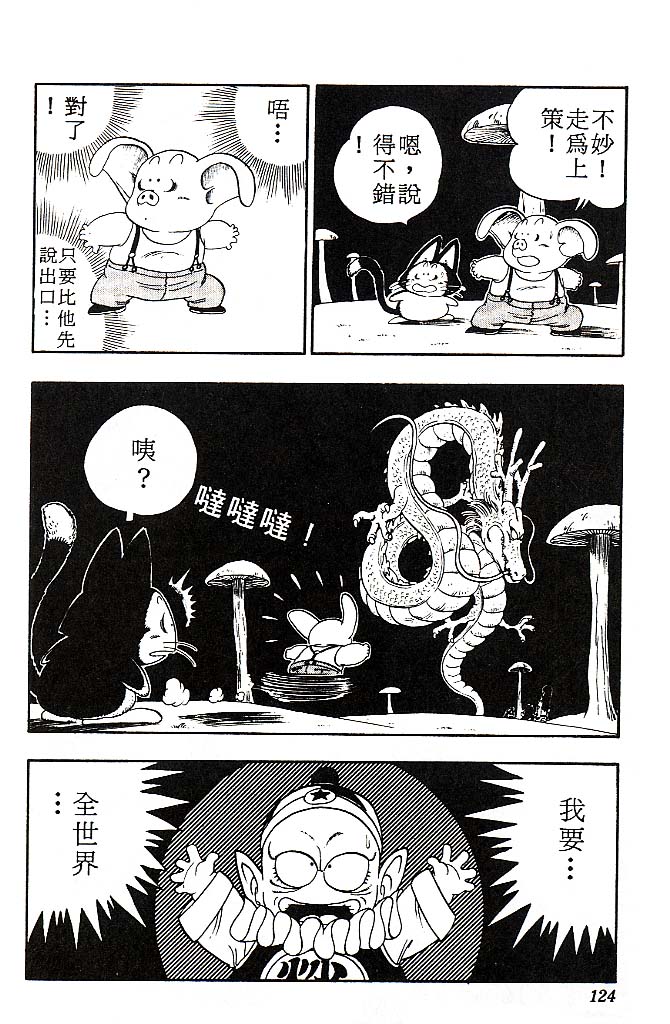 不妙！
走為上
策！
嗯，說
得不錯
！
唔…
對了
！
只要比他先
說出口…
咦？
噠噠噠！
我要…
全世界
…
124